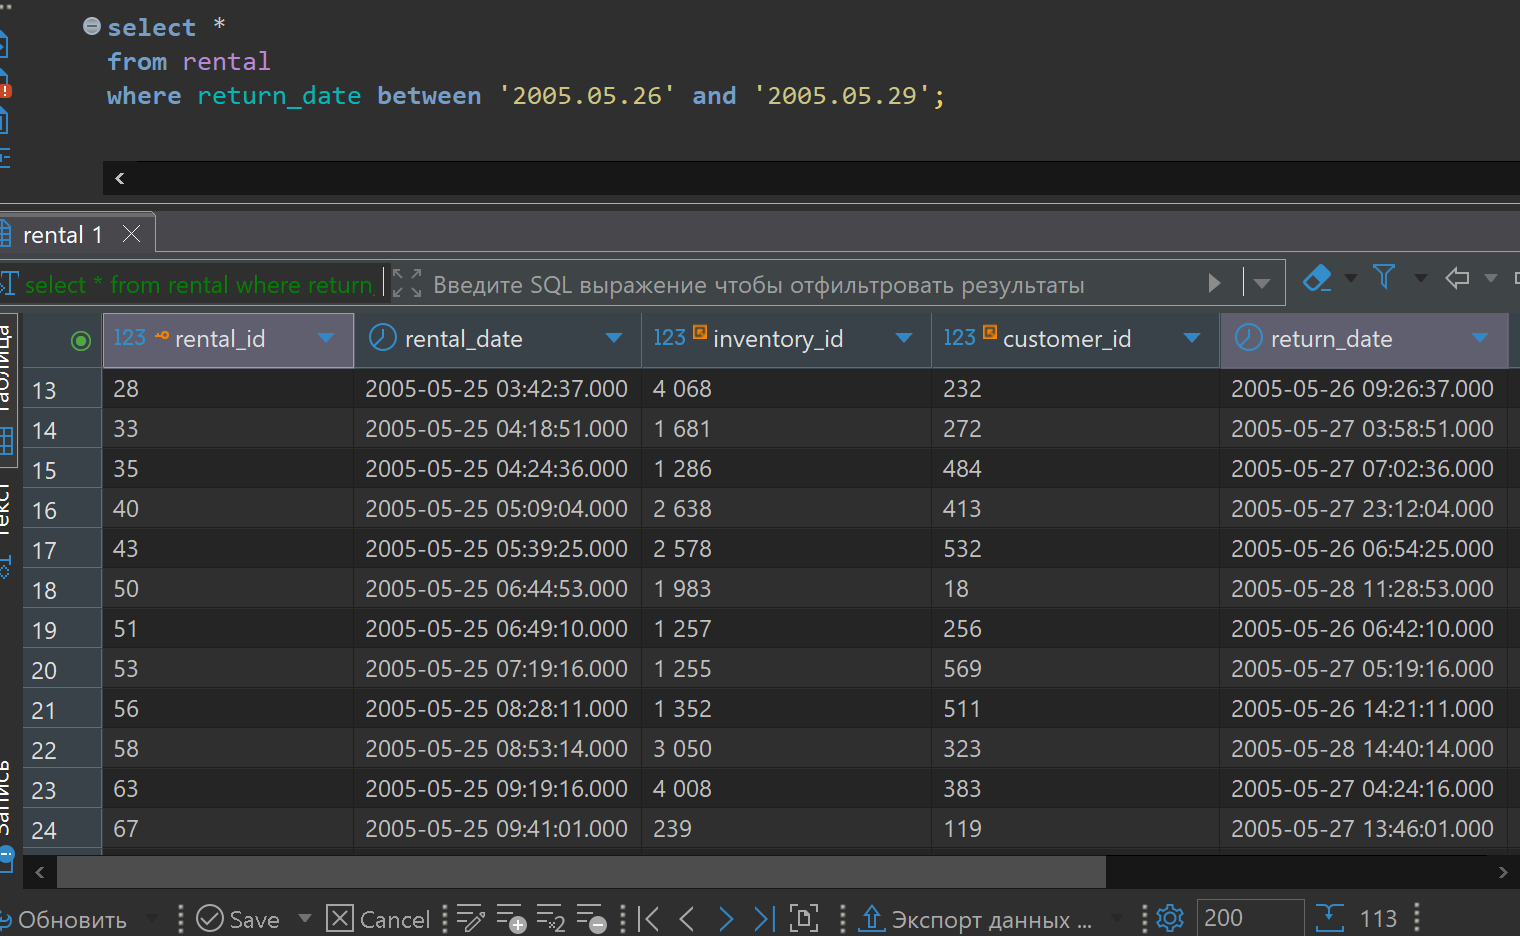 select *
from rental
where return_date between '2005.05.26' and '2005.05.29';
rental 1
select * from rental where return
Введите SQL выражение чтобы отфильтровать результаты
123 rental_id rental_date 123 inventory_id 123 customer_id return_date
13 28 2005-05-25 03:42:37.000 4 068 232 2005-05-26 09:26:37.000
14 33 2005-05-25 04:18:51.000 1 681 272 2005-05-27 03:58:51.000
15 35 2005-05-25 04:24:36.000 1 286 484 2005-05-27 07:02:36.000
16 40 2005-05-25 05:09:04.000 2 638 413 2005-05-27 23:12:04.000
17 43 2005-05-25 05:39:25.000 2 578 532 2005-05-26 06:54:25.000
18 50 2005-05-25 06:44:53.000 1 983 18 2005-05-28 11:28:53.000
19 51 2005-05-25 06:49:10.000 1 257 256 2005-05-26 06:42:10.000
20 53 2005-05-25 07:19:16.000 1 255 569 2005-05-27 05:19:16.000
21 56 2005-05-25 08:28:11.000 1 352 511 2005-05-26 14:21:11.000
22 58 2005-05-25 08:53:14.000 3 050 323 2005-05-28 14:40:14.000
23 63 2005-05-25 09:19:16.000 4 008 383 2005-05-27 04:24:16.000
24 67 2005-05-25 09:41:01.000 239 119 2005-05-27 13:46:01.000
Таблица
Текст
Запись
Обновить Save Cancel Экспорт данных ... 200 113